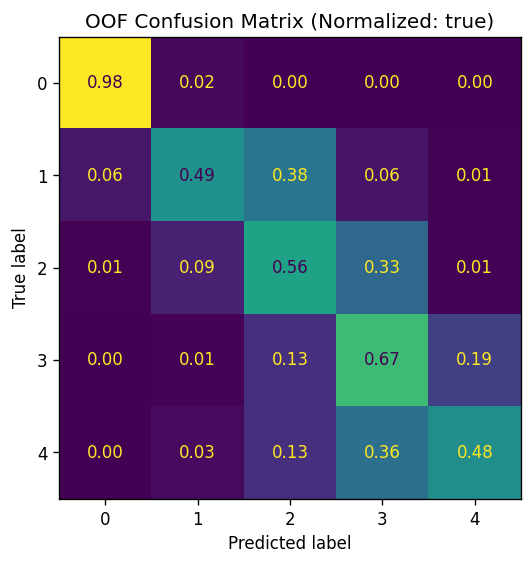 OOF Confusion Matrix (Normalized: true)
0 0.98 0.02 0.00 0.00 0.00
1 0.06 0.49 0.38 0.06 0.01
2 0.01 0.09 0.56 0.33 0.01
3 0.00 0.01 0.13 0.67 0.19
4 0.00 0.03 0.13 0.36 0.48
True label
0 1 2 3 4
Predicted label